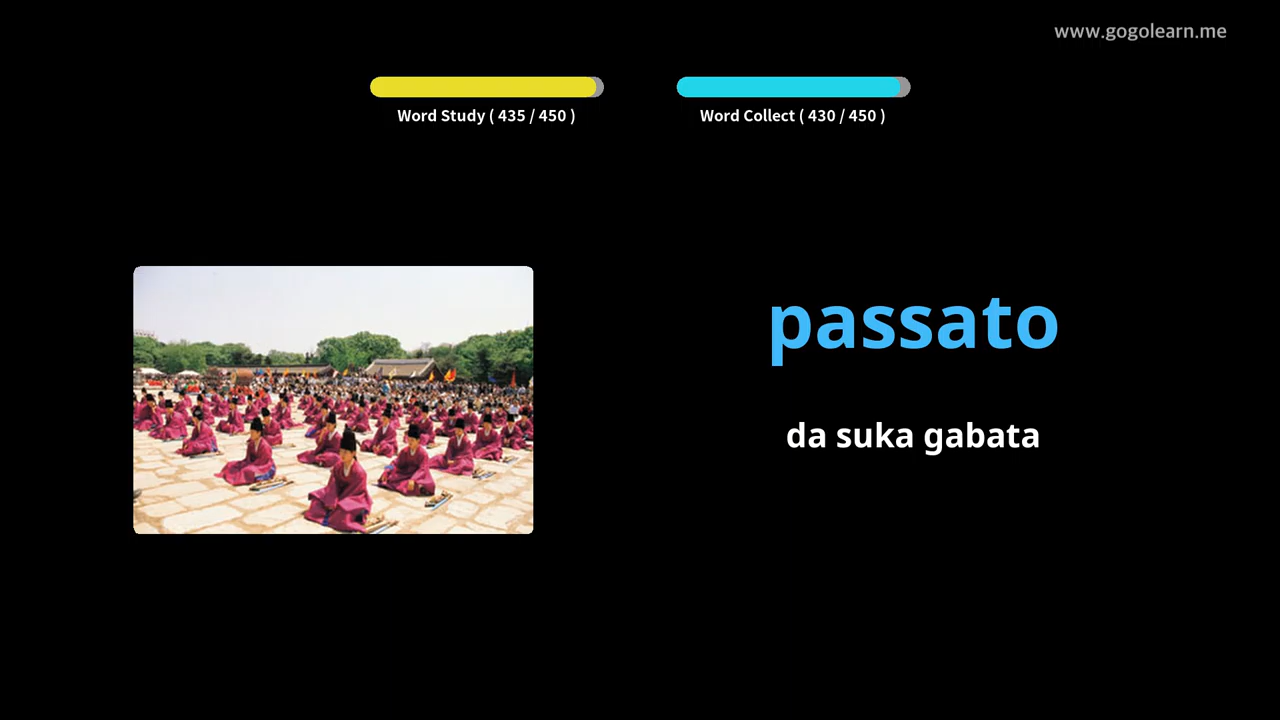 www.gogolearn.me
Word Study ( 435 / 450 )
Word Collect ( 430 / 450 )
passato
da suka gabata